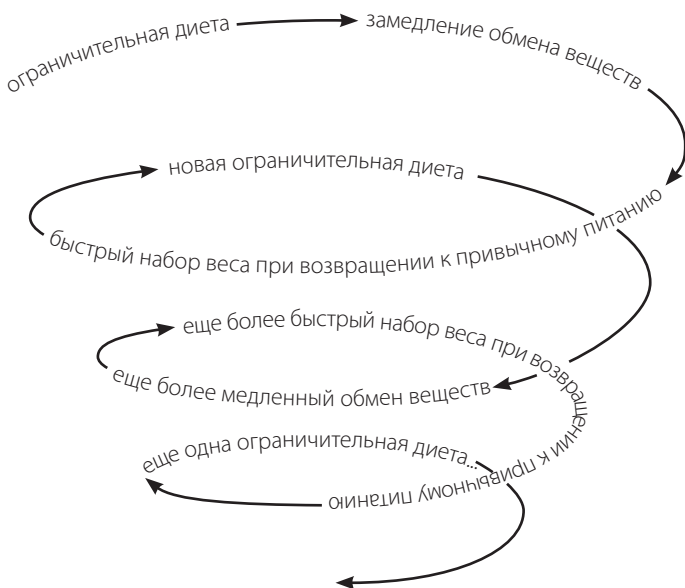 ограничительная диета
замедление обмена веществ
быстрый набор веса при возвращении к привычному питанию
новая ограничительная диета
еще более медленный обмен веществ
еще более быстрый набор веса при возвращении к привычному питанию
еще одна ограничительная диета...